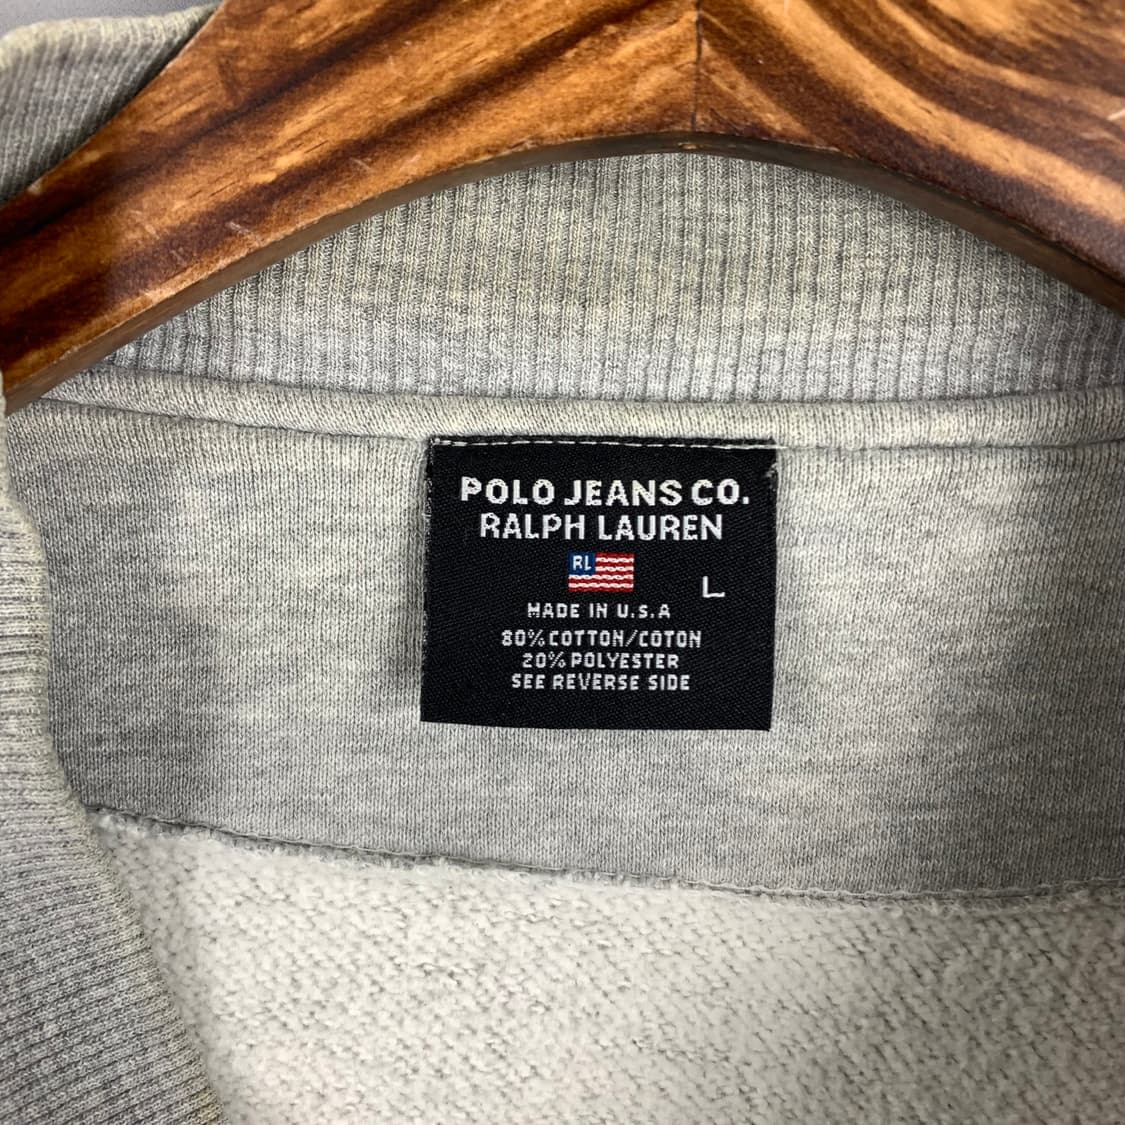 POLO JEANS CO.
RALPH LAUREN
RL
L
MADE IN U.S.A
80% COTTON/COTON
20% POLYESTER
SEE REVERSE SIDE